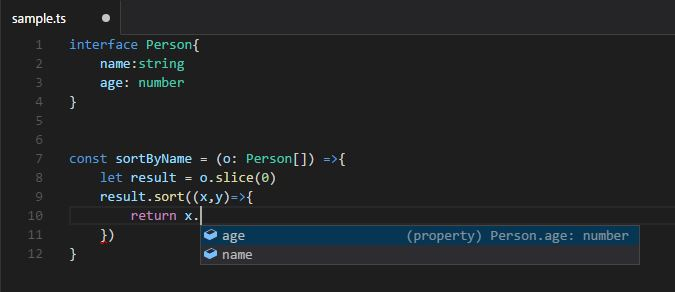 sample.ts
1 interface Person{
2 name:string
3 age: number
4 }
5
6
7 const sortByName = (o: Person[]) =>{
8 let result = o.slice(0)
9 result.sort((x,y)=>{
10 return x.
age (property) Person.age: number
11 })
name
12 }